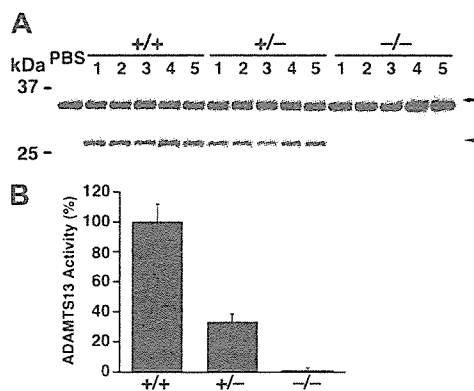 A
+/+ +/− −/−
kDa PBS 1 2 3 4 5 1 2 3 4 5 1 2 3 4 5
37 -
25 -
B
ADAMTS13 Activity (%)
120
100
80
60
40
20
0
+/+ +/− −/−